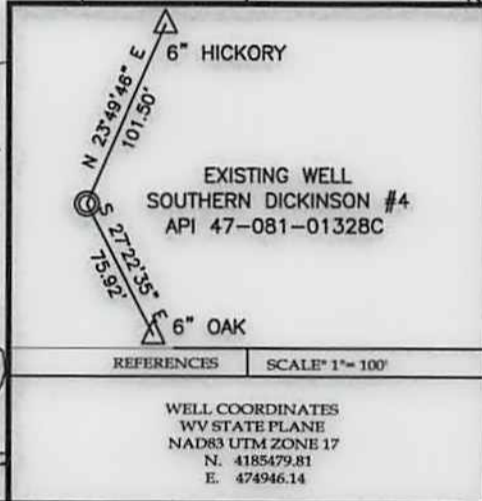 6" HICKORY
N 23°49'46" E
101.50'
EXISTING WELL
SOUTHERN DICKINSON #4
API 47-081-01328C
S 27°22'35" E
75.92'
6" OAK
REFERENCES SCALE" 1"= 100'
WELL COORDINATES
WV STATE PLANE
NAD83 UTM ZONE 17
N. 4185479.81
E. 474946.14